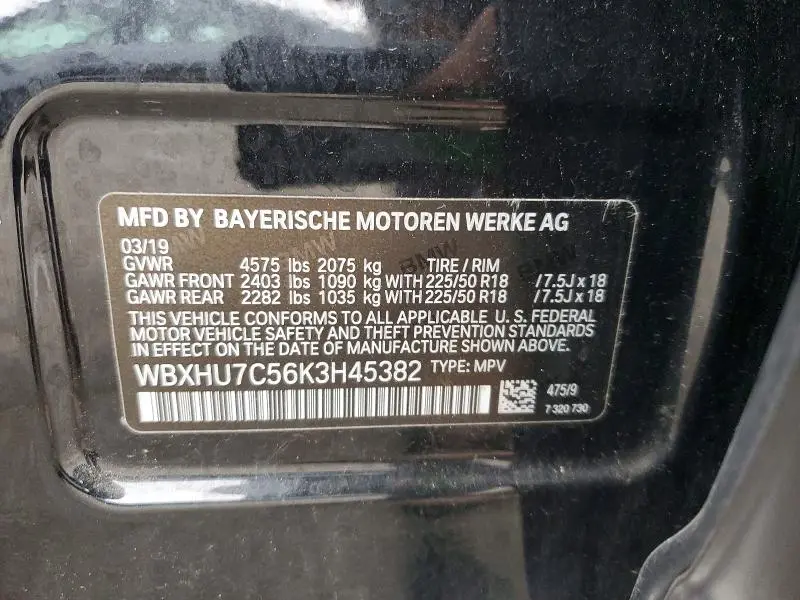 MFD BY BAYERISCHE MOTOREN WERKE AG
03/19
GVWR 4575 lbs 2075 kg TIRE / RIM
GAWR FRONT 2403 lbs 1090 kg WITH 225/50 R18 /7.5J x 18
GAWR REAR 2282 lbs 1035 kg WITH 225/50 R18 /7.5J x 18
THIS VEHICLE CONFORMS TO ALL APPLICABLE U. S. FEDERAL
MOTOR VEHICLE SAFETY AND THEFT PREVENTION STANDARDS
IN EFFECT ON THE DATE OF MANUFACTURE SHOWN ABOVE.
WBXHU7C56K3H45382 TYPE: MPV
475/9
7 320 730